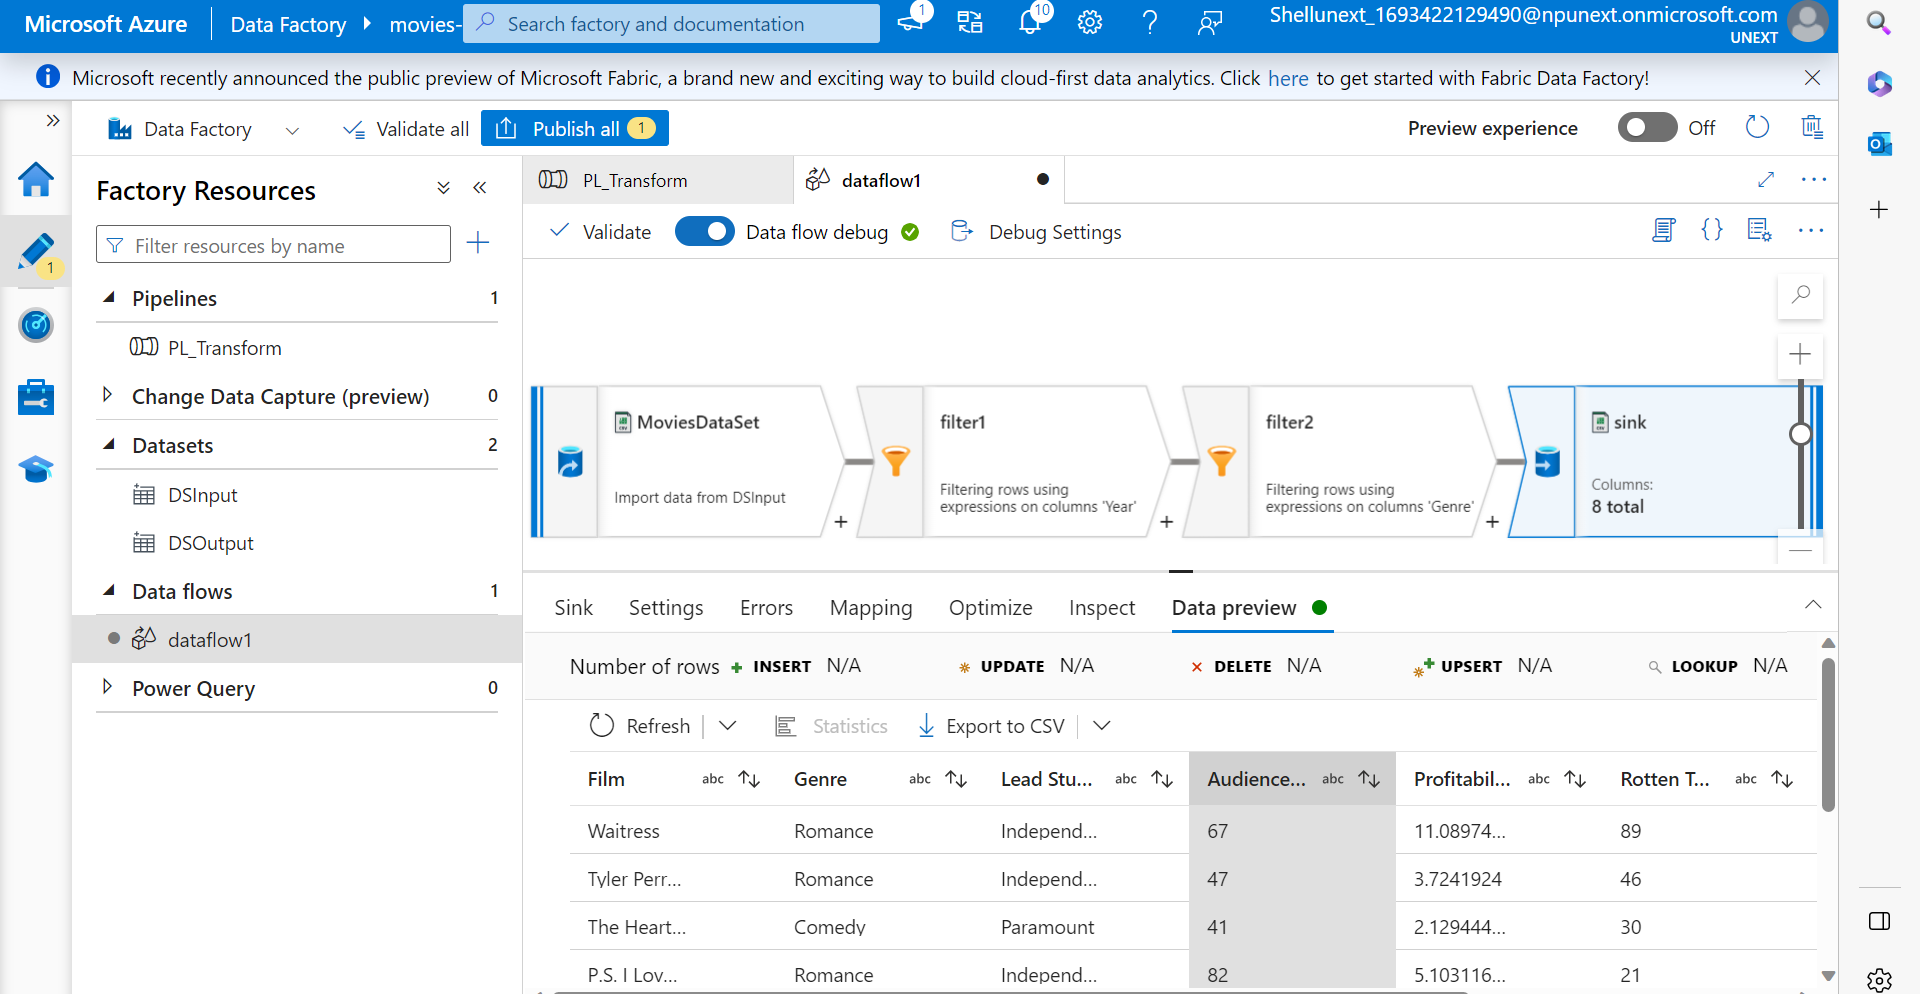 Microsoft Azure
Data Factory
movies-
Search factory and documentation
1
10
Shellunext_1693422129490@npunext.onmicrosoft.com
UNEXT
Microsoft recently announced the public preview of Microsoft Fabric, a brand new and exciting way to build cloud-first data analytics. Click here to get started with Fabric Data Factory!
Data Factory
Validate all
Publish all 1
Preview experience
Off
1
Factory Resources
Filter resources by name
Pipelines 1
PL_Transform
Change Data Capture (preview) 0
Datasets 2
DSInput
DSOutput
Data flows 1
dataflow1
Power Query 0
PL_Transform
dataflow1
Validate
Data flow debug
Debug Settings
MoviesDataSet
Import data from DSInput
+
filter1
Filtering rows using
expressions on columns 'Year'
+
filter2
Filtering rows using
expressions on columns 'Genre'
+
sink
Columns:
8 total
Sink Settings Errors Mapping Optimize Inspect Data preview
Number of rows INSERT N/A UPDATE N/A DELETE N/A UPSERT N/A LOOKUP N/A
Refresh Statistics Export to CSV
Film abc Genre abc Lead Stu... abc Audience... abc Profitabil... abc Rotten T... abc
Waitress Romance Independ... 67 11.08974... 89
Tyler Perr... Romance Independ... 47 3.7241924 46
The Heart... Comedy Paramount 41 2.129444... 30
P.S. I Lov... Romance Independ... 82 5.103116... 21